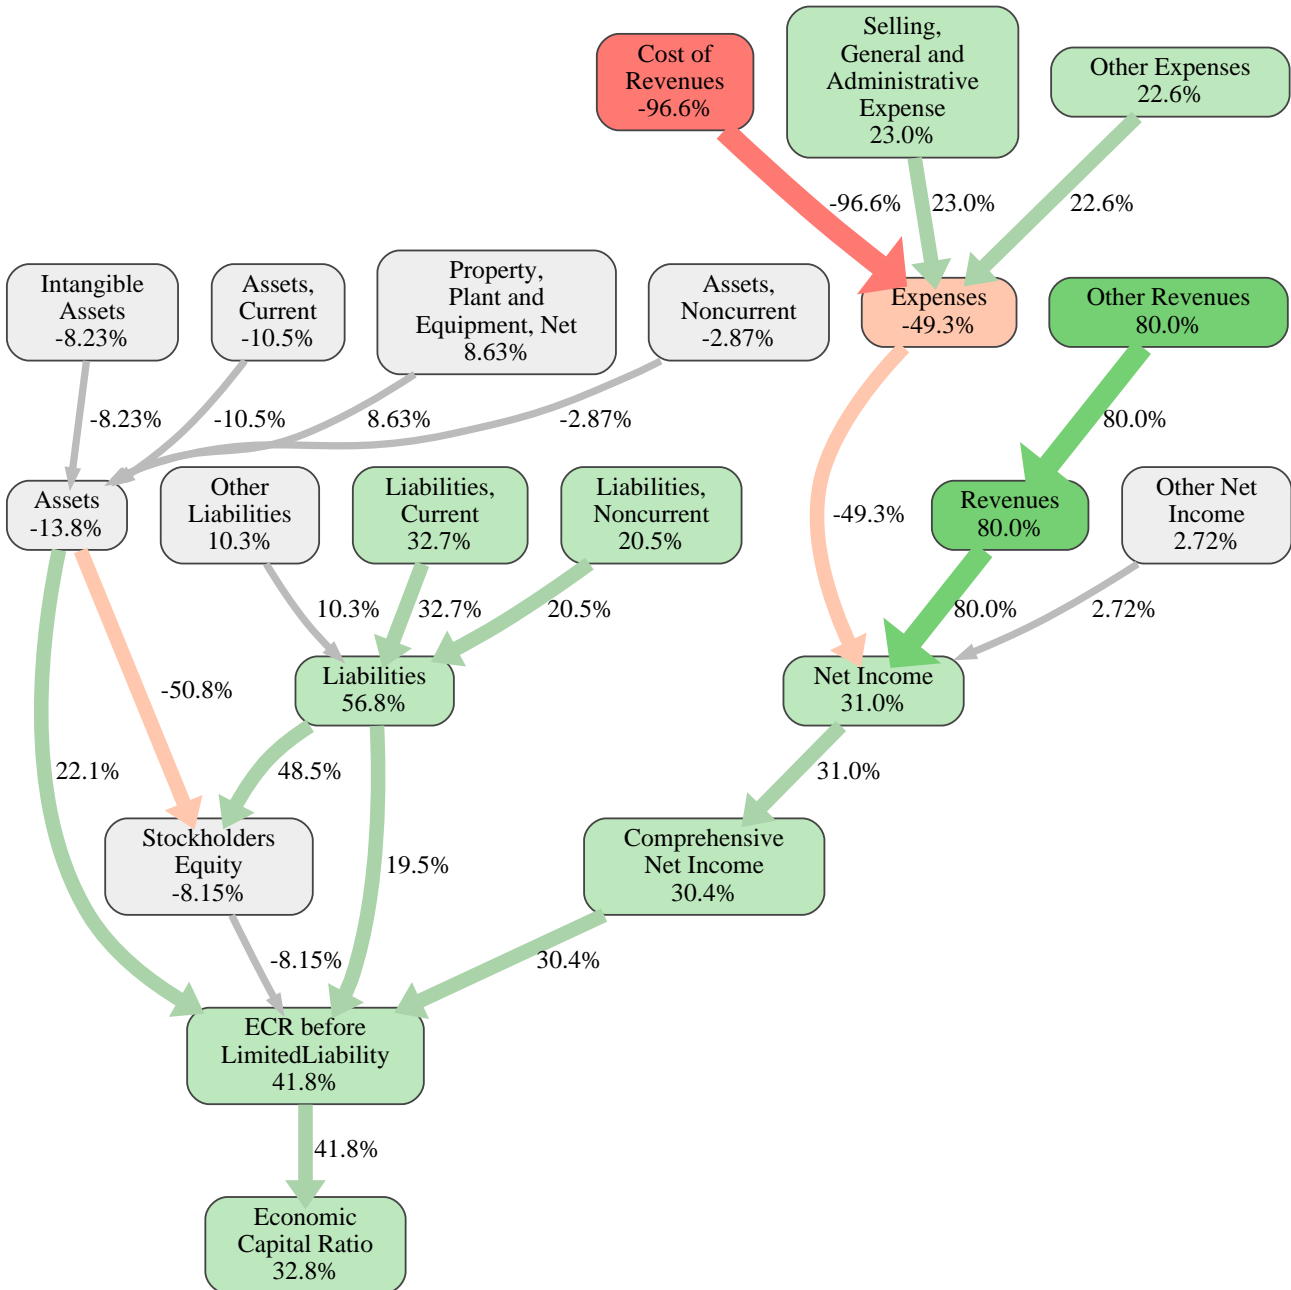 Cost of
Revenues
-96.6%
Selling,
General and
Administrative
Expense
23.0%
Other Expenses
22.6%
-96.6%
23.0%
22.6%
Intangible
Assets
-8.23%
Assets,
Current
-10.5%
Property,
Plant and
Equipment, Net
8.63%
Assets,
Noncurrent
-2.87%
Expenses
-49.3%
Other Revenues
80.0%
-8.23%
-10.5%
8.63%
-2.87%
80.0%
Assets
-13.8%
Other
Liabilities
10.3%
Liabilities,
Current
32.7%
Liabilities,
Noncurrent
20.5%
-49.3%
Revenues
80.0%
Other Net
Income
2.72%
10.3%
32.7%
20.5%
80.0%
2.72%
-50.8%
Liabilities
56.8%
Net Income
31.0%
22.1%
48.5%
31.0%
Stockholders
Equity
-8.15%
19.5%
Comprehensive
Net Income
30.4%
-8.15%
30.4%
ECR before
LimitedLiability
41.8%
41.8%
Economic
Capital Ratio
32.8%